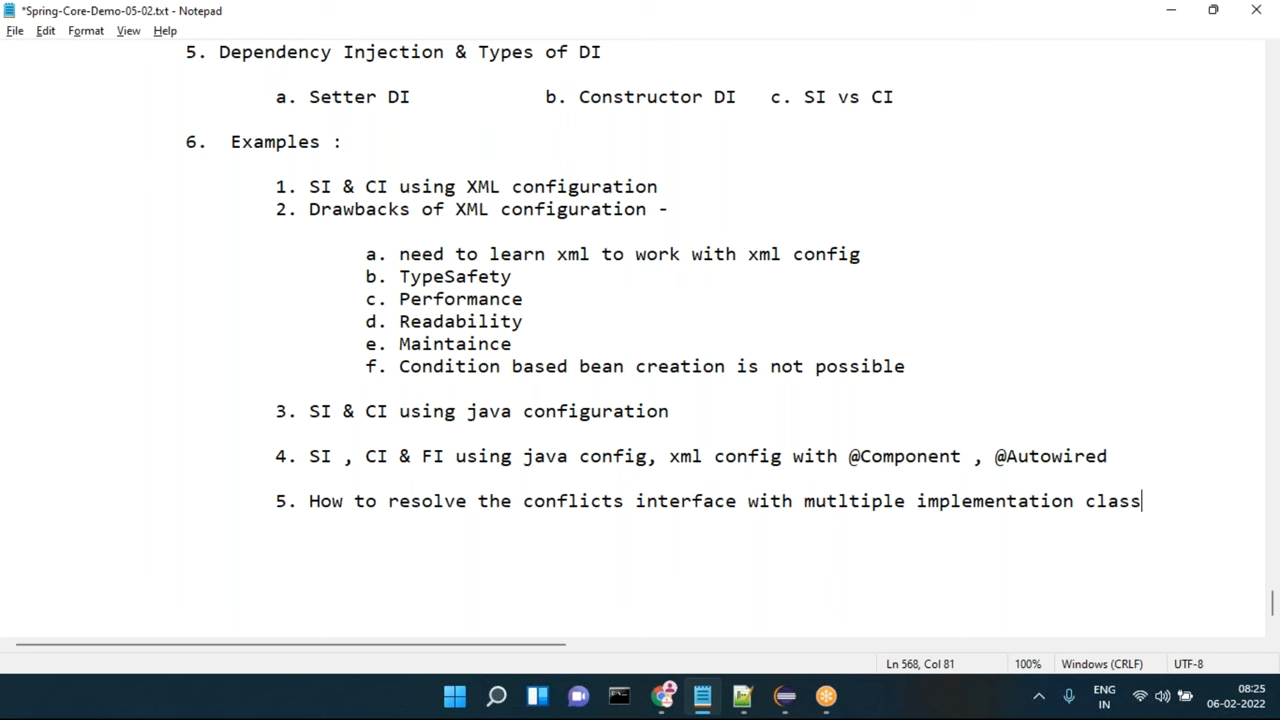 *Spring-Core-Demo-05-02.txt - Notepad
File Edit Format View Help
5. Dependency Injection & Types of DI
a. Setter DI b. Constructor DI c. SI vs CI
6. Examples :
1. SI & CI using XML configuration
2. Drawbacks of XML configuration -
a. need to learn xml to work with xml config
b. TypeSafety
c. Performance
d. Readability
e. Maintaince
f. Condition based bean creation is not possible
3. SI & CI using java configuration
4. SI , CI & FI using java config, xml config with @Component , @Autowired
5. How to resolve the conflicts interface with mutltiple implementation class
Ln 568, Col 81 100% Windows (CRLF) UTF-8
ENG 08:25
IN 06-02-2022